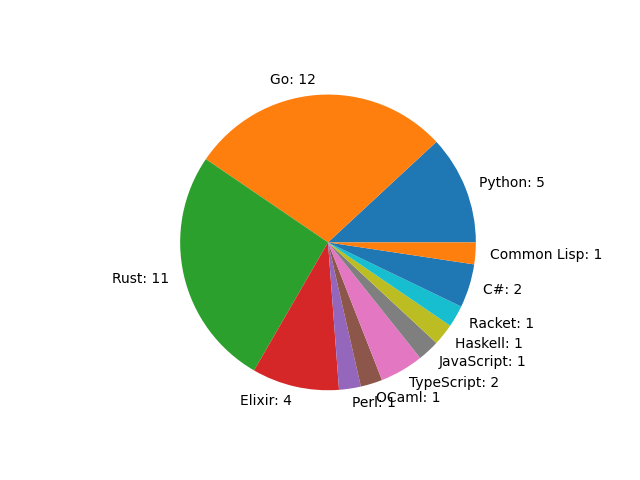 Go: 12
Python: 5
Common Lisp: 1
Rust: 11
C#: 2
Racket: 1
Haskell: 1
JavaScript: 1
TypeScript: 2
OCaml: 1
Elixir: 4
Perl: 1